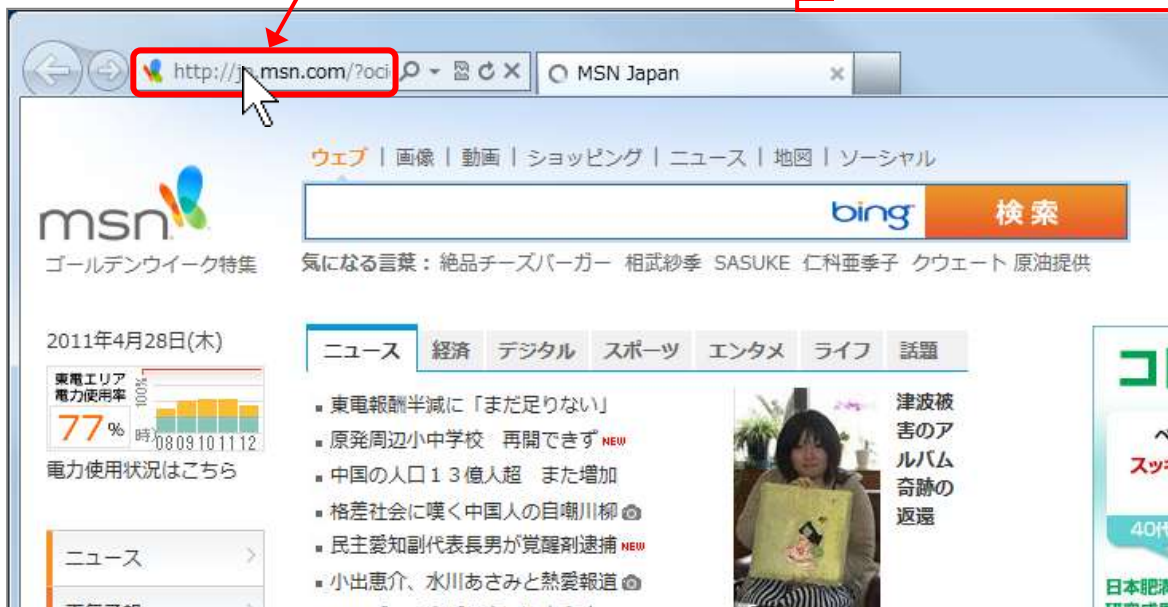 http://jp.msn.com/?oci
MSN Japan
ウェブ | 画像 | 動画 | ショッピング | ニュース | 地図 | ソーシャル
msn
bing
検索
ゴールデンウイーク特集
気になる言葉： 絶品チーズバーガー 相武紗季 SASUKE 仁科亜季子 クウェート 原油提供
2011年4月28日(木)
ニュース 経済 デジタル スポーツ エンタメ ライフ 話題
東電エリア
電力使用率
77%
100%
時 08 09 10 11 12
電力使用状況はこちら
東電報酬半減に「まだ足りない」
原発周辺小中学校 再開できず NEW
中国の人口１３億人超 また増加
格差社会に嘆く中国人の自嘲川柳
民主愛知副代表長男が覚醒剤逮捕 NEW
小出恵介、水川あさみと熱愛報道
津波被
害のア
ルバム
奇跡の
返還
ニュース
40代